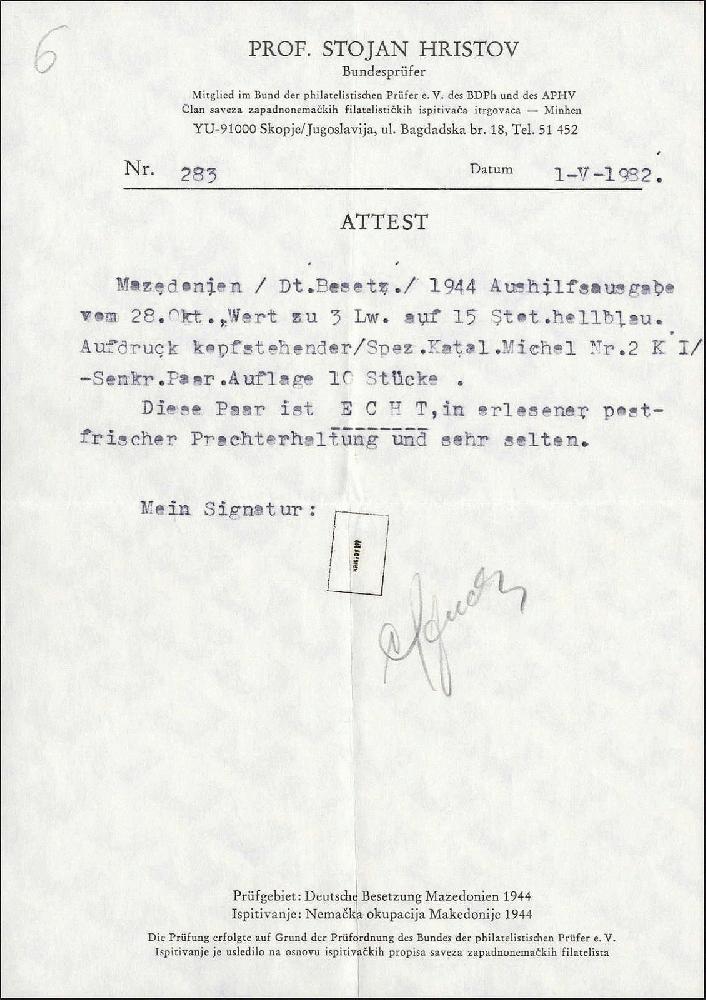 6
PROF. STOJAN HRISTOV
Bundesprüfer
Mitglied im Bund der philatelistischen Prüfer e. V. des BDPh und des APHV
Član saveza zapadnonemačkih filatelističkih ispitivača itrgovaca — Minhen
YU-91000 Skopje/Jugoslavija, ul. Bagdadska br. 18, Tel. 51 452
Nr. 283 Datum 1-V-1982.
ATTEST
Mazedonien / Dt.Besetz./ 1944 Aushilfsausgabe
vom 28.Okt.,Wert zu 3 Lw. auf 15 Stot.hellblau.
Aufdruck kopfstehender/Spez.Katal.Michel Nr.2 K I/
-Senkr.Paar.Auflage 10 Stücke .
Diese Paar ist E C H T,in erlesener post-
frischer Prachterhaltung und sehr selten.
Mein Signatur:
Prüfgebiet: Deutsche Besetzung Mazedonien 1944
Ispitivanje: Nemačka okupacija Makedonije 1944
Die Prüfung erfolgte auf Grund der Prüfordnung des Bundes der philatelistischen Prüfer e. V.
Ispitivanje je usledilo na osnovu ispitivačkih propisa saveza zapadnonemačkih filatelista